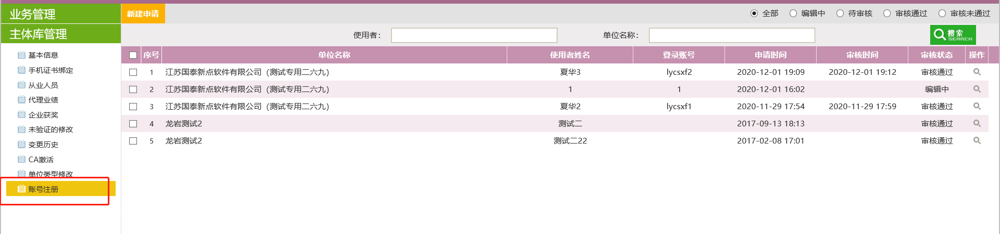 业务管理
主体库管理
基本信息
手机证书绑定
从业人员
代理业绩
企业获奖
未验证的修改
变更历史
CA激活
单位类型修改
账号注册
新建申请
全部 编辑中 待审核 审核通过 审核未通过
使用者： 单位名称： 搜索 SEARCH
序号 单位名称 使用者姓名 登录账号 申请时间 审核时间 审核状态 操作
1 江苏国泰新点软件有限公司（测试专用二六九） 夏华3 lycsxf2 2020-12-01 19:09 2020-12-01 19:12 审核通过
2 江苏国泰新点软件有限公司（测试专用二六九） 1 1 2020-12-01 16:02 编辑中
3 江苏国泰新点软件有限公司（测试专用二六九） 夏华2 lycsxf1 2020-11-29 17:54 2020-11-29 17:59 审核通过
4 龙岩测试2 测试二 2017-09-13 18:13 审核通过
5 龙岩测试2 测试二22 2017-02-08 17:01 审核通过